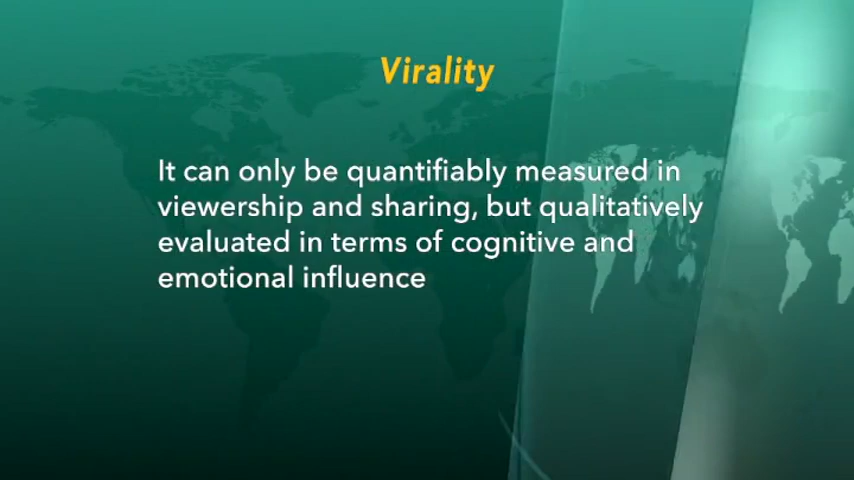 Virality
It can only be quantifiably measured in
viewership and sharing, but qualitatively
evaluated in terms of cognitive and
emotional influence